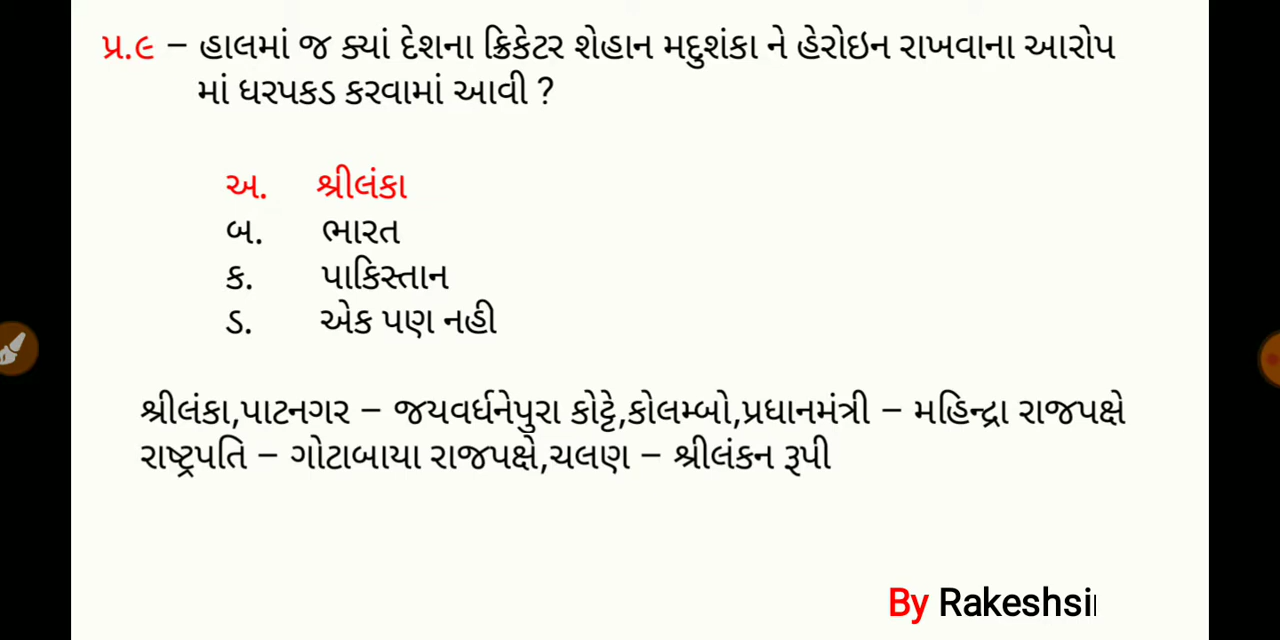 પ્ર.૯ – હાલમાં જ ક્યાં દેશના ક્રિકેટર શેહાન મદુશંકા ને હેરોઇન રાખવાના આરોપ
માં ધરપકડ કરવામાં આવી ?
અ. શ્રીલંકા
બ. ભારત
ક. પાકિસ્તાન
ડ. એક પણ નહી
શ્રીલંકા,પાટનગર – જયવર્ધનેપુરા કોટ્ટે,કોલમ્બો,પ્રધાનમંત્રી – મહિન્દ્રા રાજપક્ષે
રાષ્ટ્રપતિ – ગોટાબાયા રાજપક્ષે,ચલણ – શ્રીલંકન રૂપી
By Rakeshsi